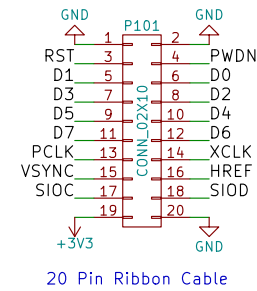 GND P101 GND
1 2
RST 3 4 PWDN
D1 5 6 D0
D3 7 8 D2
D5 9 10 D4
D7 11 12 D6
PCLK 13 14 XCLK
VSYNC 15 16 HREF
SIOC 17 18 SIOD
19 20
CONN_02X10
+3V3 GND
20 Pin Ribbon Cable